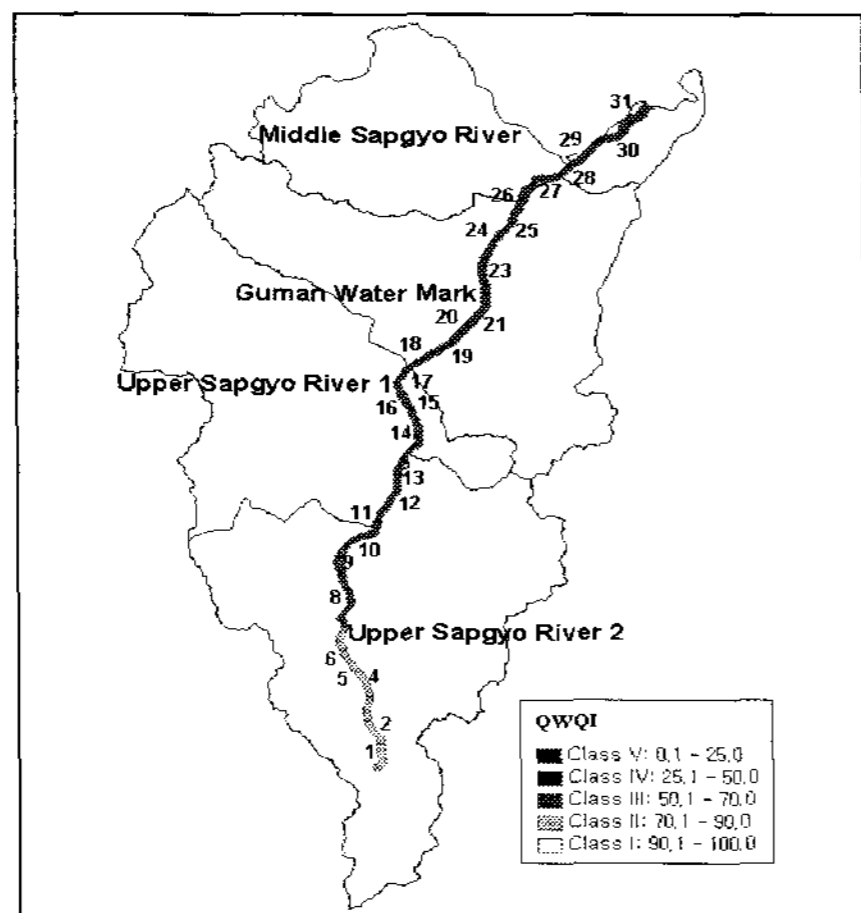 31
29
30
Middle Sapgyo River
28
27
26
24
25
23
Guman Water Mark
20
21
18
19
17
Upper Sapgyo River 1
16
15
14
13
12
11
10
9
8
Upper Sapgyo River 2
6
5
4
2
1
QWQI
Class V: 0,1 - 25,0
Class IV: 25,1 - 50,0
Class III: 50,1 - 70,0
Class II: 70,1 - 90,0
Class I: 90,1 - 100,0